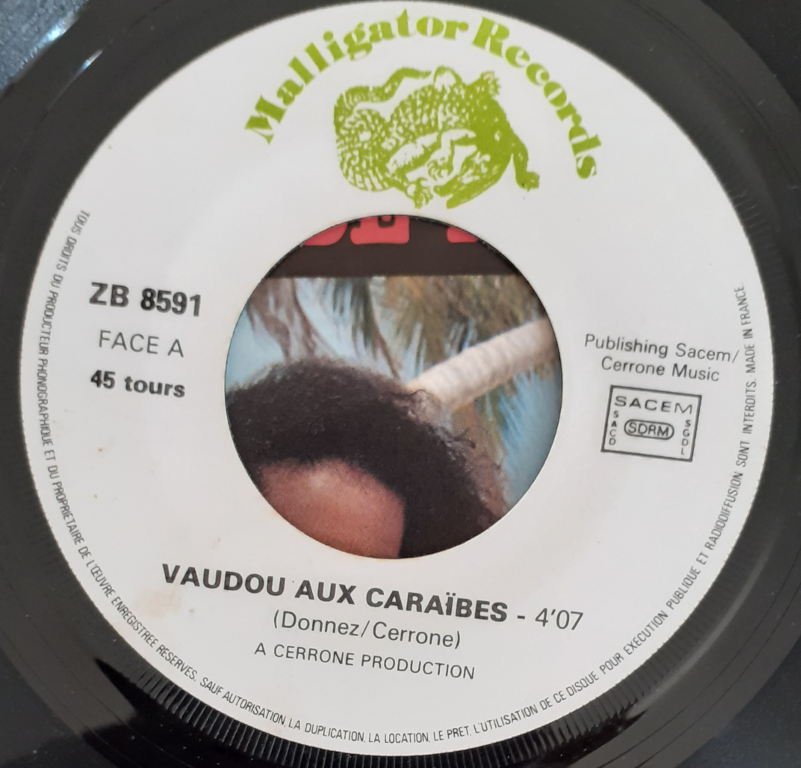 Malligator Records
ZB 8591
FACE A
45 tours
Publishing Sacem/
Cerrone Music
SACEM
SACD
SDRM
SGDL
VAUDOU AUX CARAÏBES - 4'07
(Donnez/Cerrone)
A CERRONE PRODUCTION
TOUS DROITS DU PRODUCTEUR PHONOGRAPHIQUE ET DU PROPRIETAIRE DE L'ŒUVRE ENREGISTREE RESERVES. SAUF AUTORISATION, LA DUPLICATION, LA LOCATION, LE PRET, L'UTILISATION DE CE DISQUE POUR EXECUTION PUBLIQUE ET RADIODIFFUSION SONT INTERDITS. MADE IN FRANCE